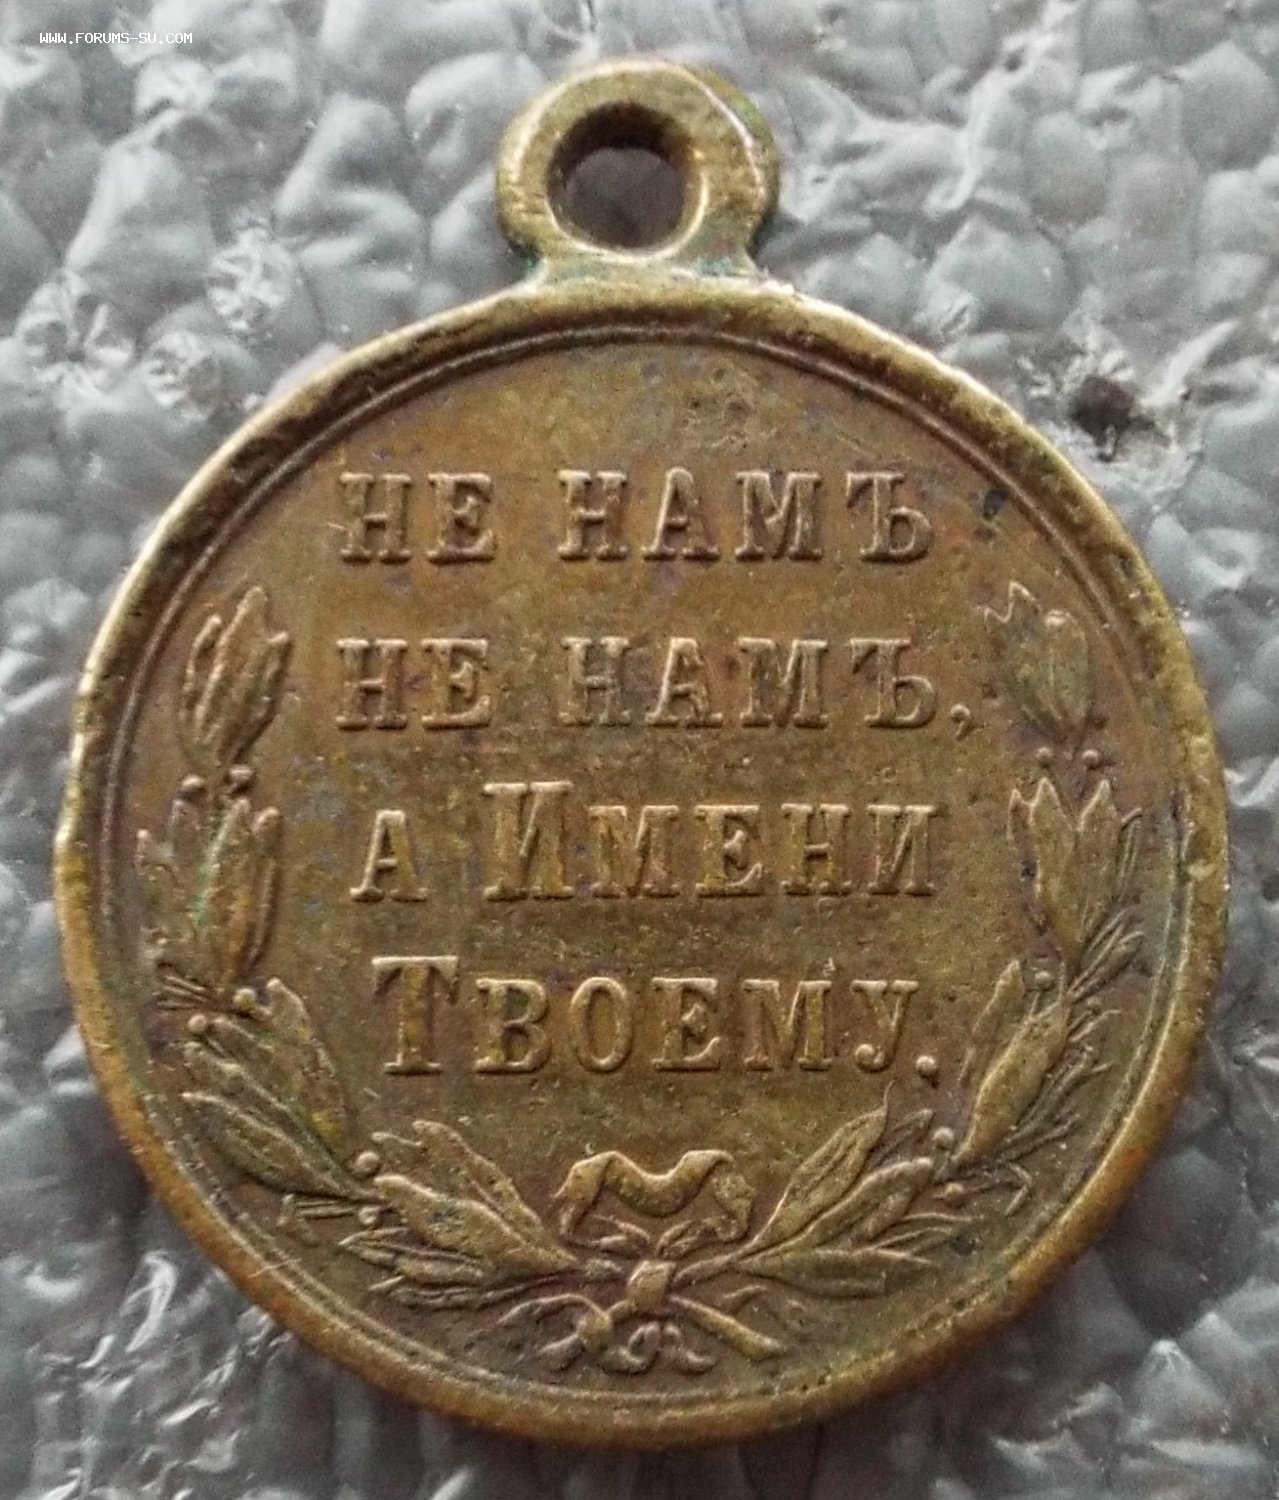 WWW.FORUMS-SU.COM
НЕ НАМЪ
НЕ НАМЪ,
А ИМЕНИ
ТВОЕМУ.